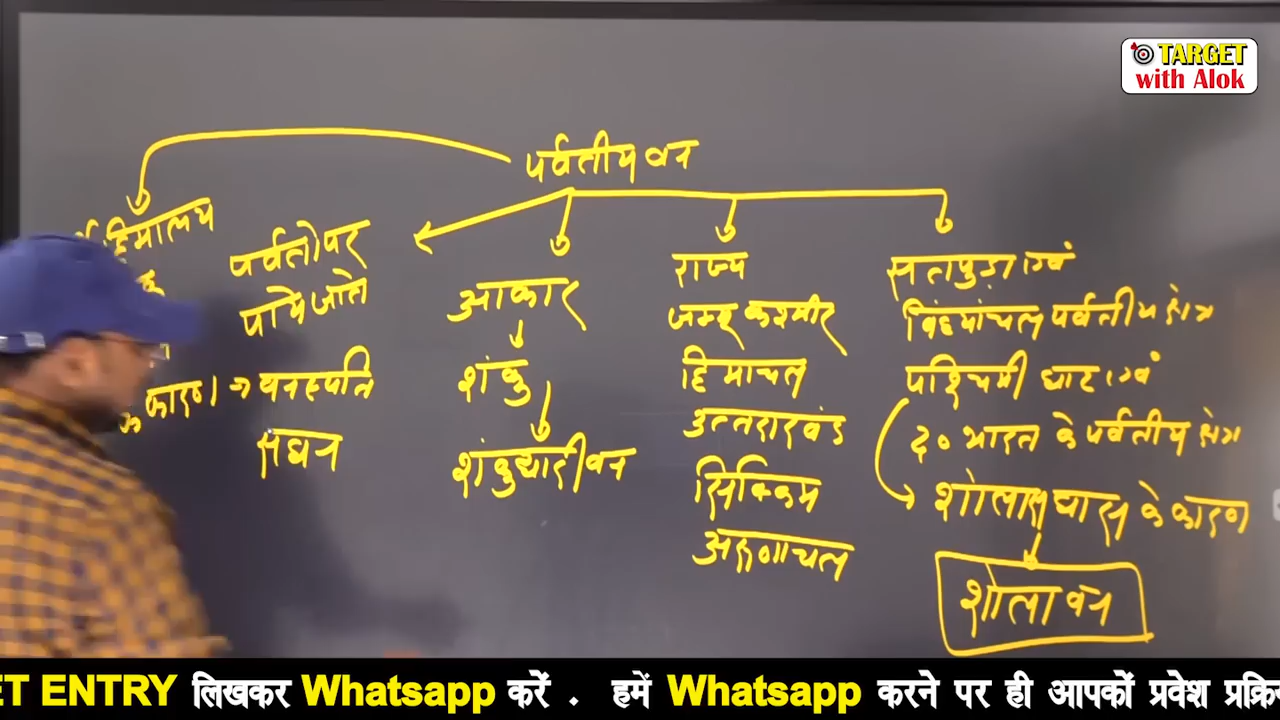 TARGET
with Alok
पर्वतीय वन
हिमालय
के कारण →
पर्वतो पर
पाये जाते
वनस्पति
सघन
आकार
शंकु
शंकुधारी वन
राज्य
जम्मू कश्मीर
हिमाचल
उत्तराखंड
सिक्किम
अरुणाचल
सतपुड़ा एवं
विंध्यांचल पर्वतीय क्षेत्र
पश्चिमी घाट एवं
द० भारत के पर्वतीय क्षेत्र
शोलास घास के कारण
शोला वन
ET ENTRY लिखकर Whatsapp करें . हमें Whatsapp करने पर ही आपकों प्रवेश